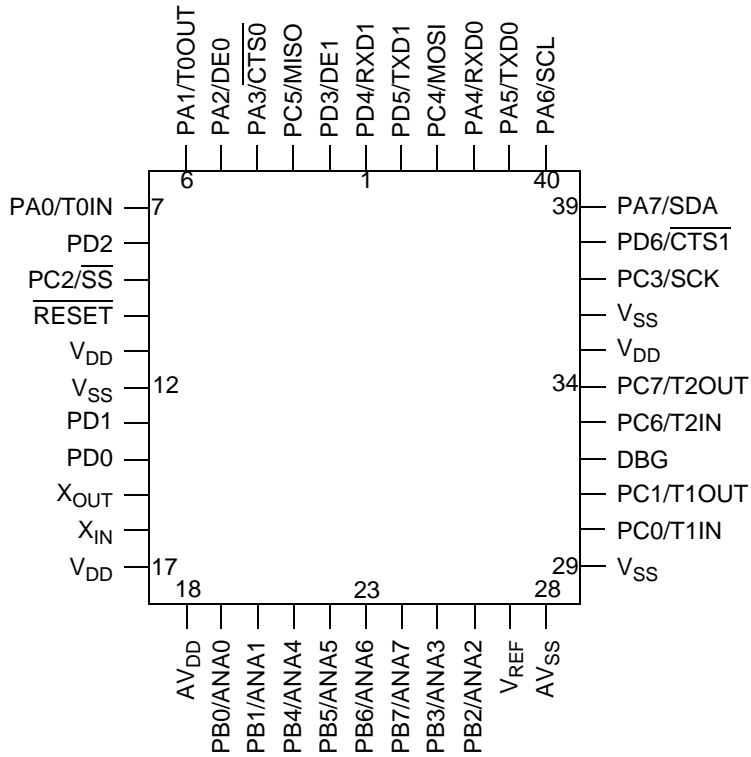 PA1/T0OUT
PA2/DE0
PA3/CTS0
PC5/MISO
PD3/DE1
PD4/RXD1
PD5/TXD1
PC4/MOSI
PA4/RXD0
PA5/TXD0
PA6/SCL
6
1
40
PA0/T0IN
PD2
PC2/SS
RESET
VDD
VSS
PD1
PD0
XOUT
XIN
VDD
7
12
17
39
34
29
PA7/SDA
PD6/CTS1
PC3/SCK
VSS
VDD
PC7/T2OUT
PC6/T2IN
DBG
PC1/T1OUT
PC0/T1IN
VSS
18
23
28
AVDD
PB0/ANA0
PB1/ANA1
PB4/ANA4
PB5/ANA5
PB6/ANA6
PB7/ANA7
PB3/ANA3
PB2/ANA2
VREF
AVSS